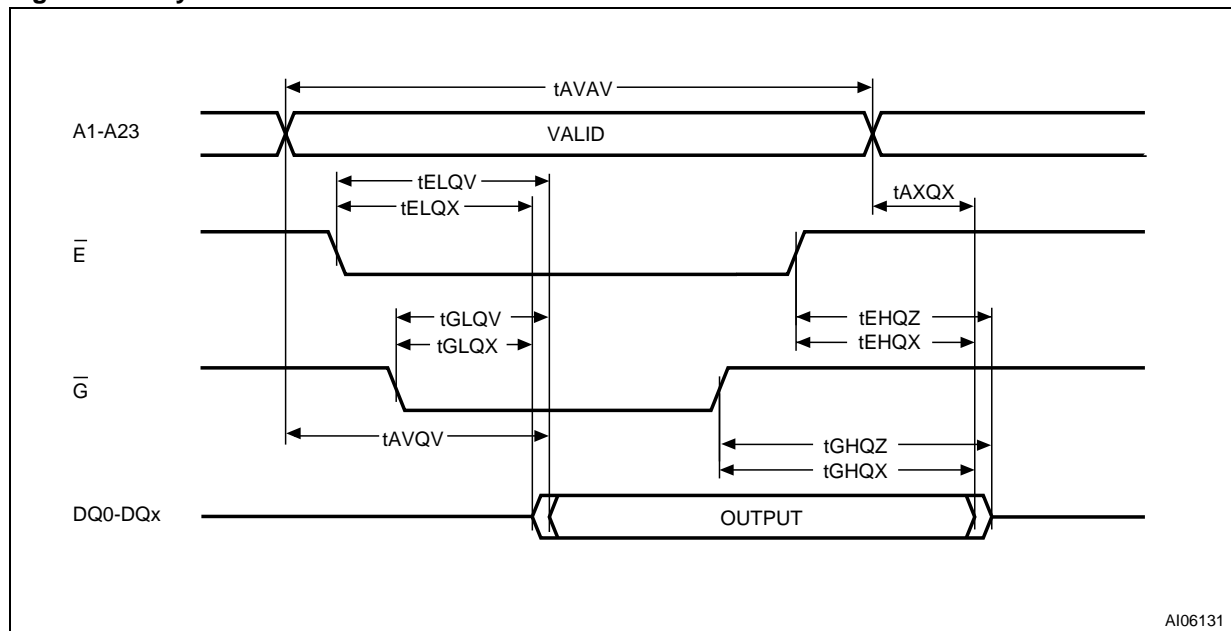 tAVAV
A1-A23
VALID
tELQV
tAXQX
tELQX
E
tGLQV
tEHQZ
tGLQX
tEHQX
G
tAVQV
tGHQZ
tGHQX
DQ0-DQx
OUTPUT
AI06131